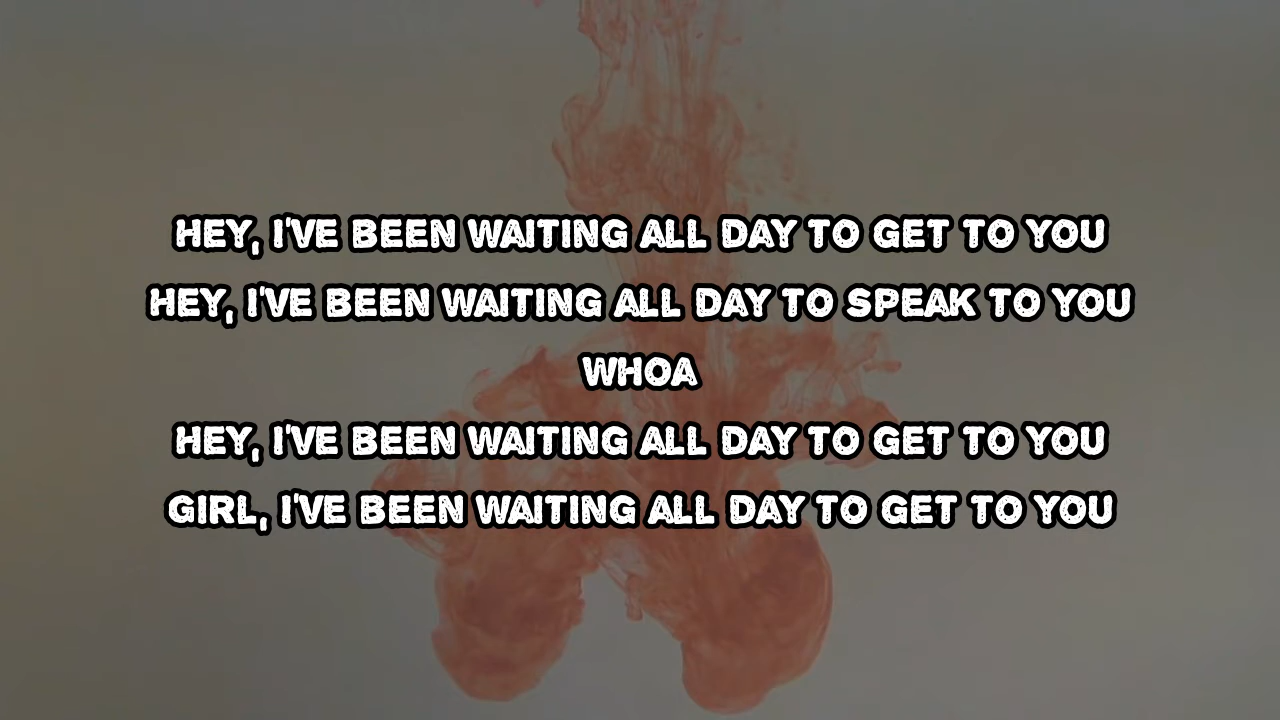 HEY, I'VE BEEN WAITING ALL DAY TO GET TO YOU
HEY, I'VE BEEN WAITING ALL DAY TO SPEAK TO YOU
WHOA
HEY, I'VE BEEN WAITING ALL DAY TO GET TO YOU
GIRL, I'VE BEEN WAITING ALL DAY TO GET TO YOU